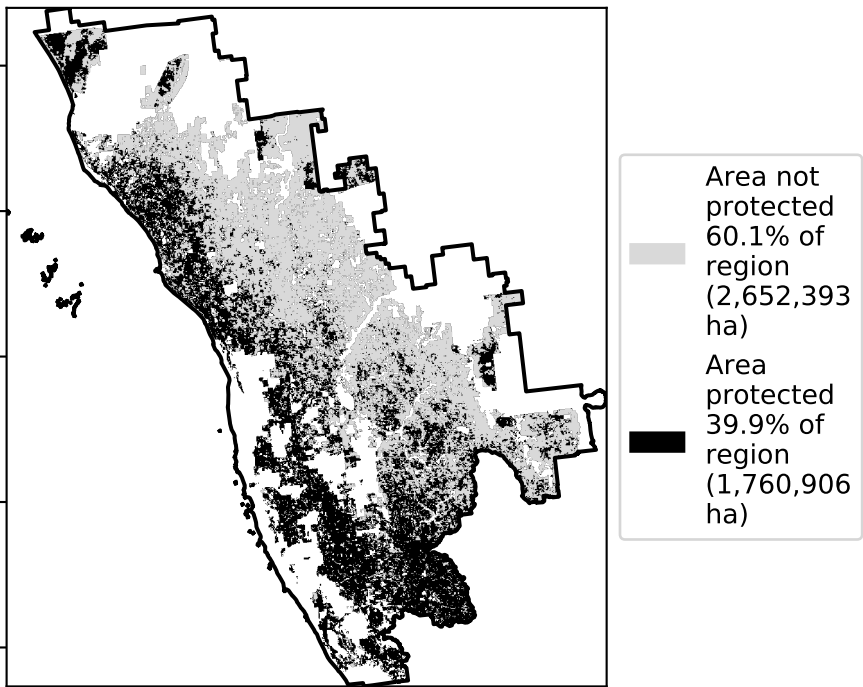 Area not
protected
60.1% of
region
(2,652,393
ha)
Area
protected
39.9% of
region
(1,760,906
ha)